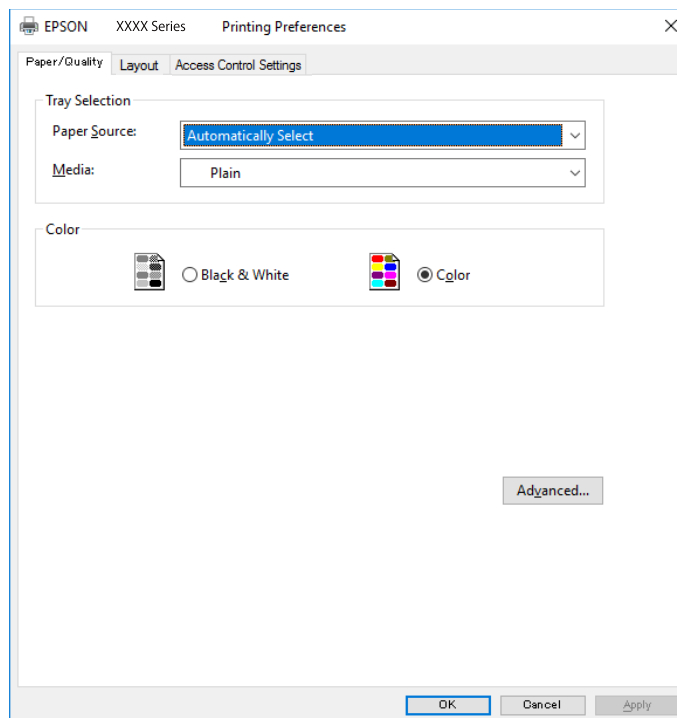 EPSON XXXX Series Printing Preferences
Paper/Quality Layout Access Control Settings
Tray Selection
Paper Source: Automatically Select
Media: Plain
Color
Black & White Color
Advanced...
OK Cancel Apply